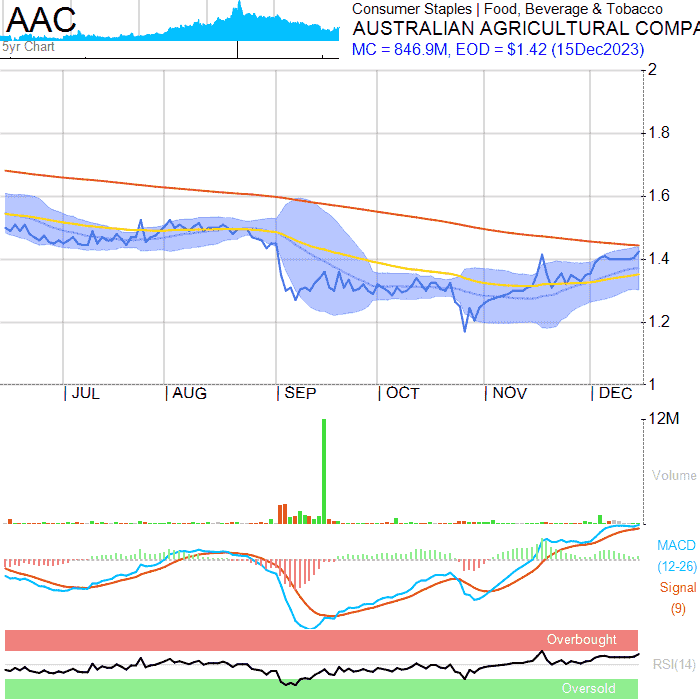 AAC
5yr Chart
Consumer Staples | Food, Beverage & Tobacco
AUSTRALIAN AGRICULTURAL COMPA
MC = 846.9M, EOD = $1.42 (15Dec2023)
2
1.8
1.6
1.4
1.2
1
JUL AUG SEP OCT NOV DEC
12M
Volume
MACD
(12-26)
Signal
(9)
Overbought
RSI(14)
Oversold